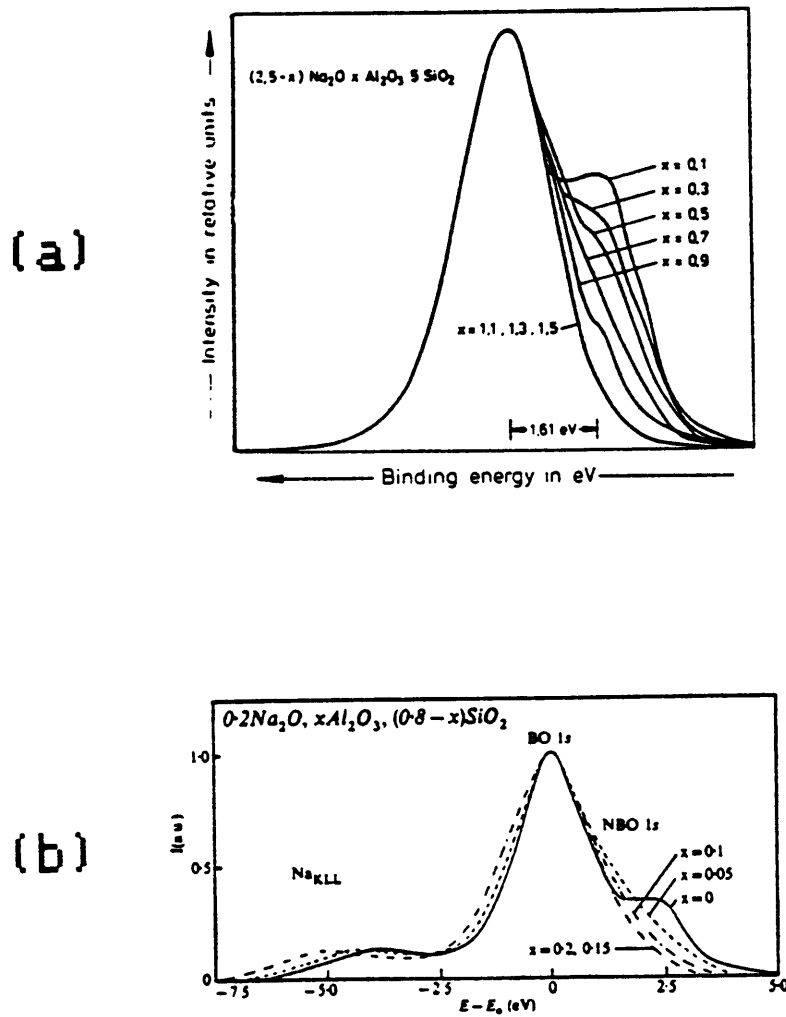 (a)
Intensity in relative units
(2,5-x) Na₂O x Al₂O₃ 5 SiO₂
x = 0,1
x = 0,3
x = 0,5
x = 0,7
x = 0,9
x = 1,1 , 1,3 , 1,5
1,61 eV
Binding energy in eV
(b)
0·2Na₂O, xAl₂O₃, (0·8 − x)SiO₂
BO 1s
I(a u)
1·0
NBO 1s
x = 0·1
0·5
x = 0·05
Na_KLL
x = 0
x = 0·2, 0·15
0
−7·5
−5·0
−2·5
0
2·5
5·0
E − E₀ (eV)